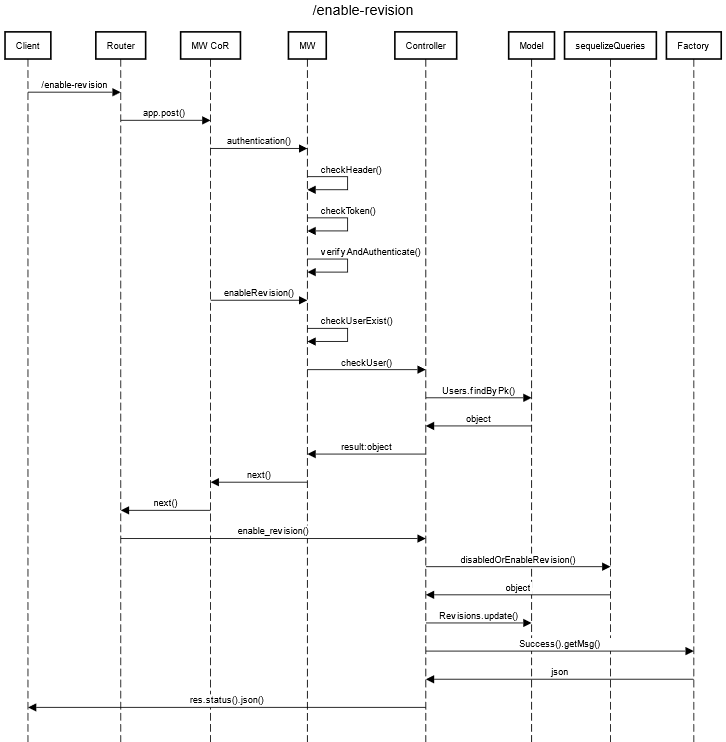 /enable-revision
Client
Router
MW CoR
MW
Controller
Model
sequelizeQueries
Factory
/enable-revision
app.post()
authentication()
checkHeader()
checkToken()
verifyAndAuthenticate()
enableRevision()
checkUserExist()
checkUser()
Users.findByPk()
object
result:object
next()
next()
enable_revision()
disabledOrEnableRevision()
object
Revisions.update()
Success().getMsg()
json
res.status().json()